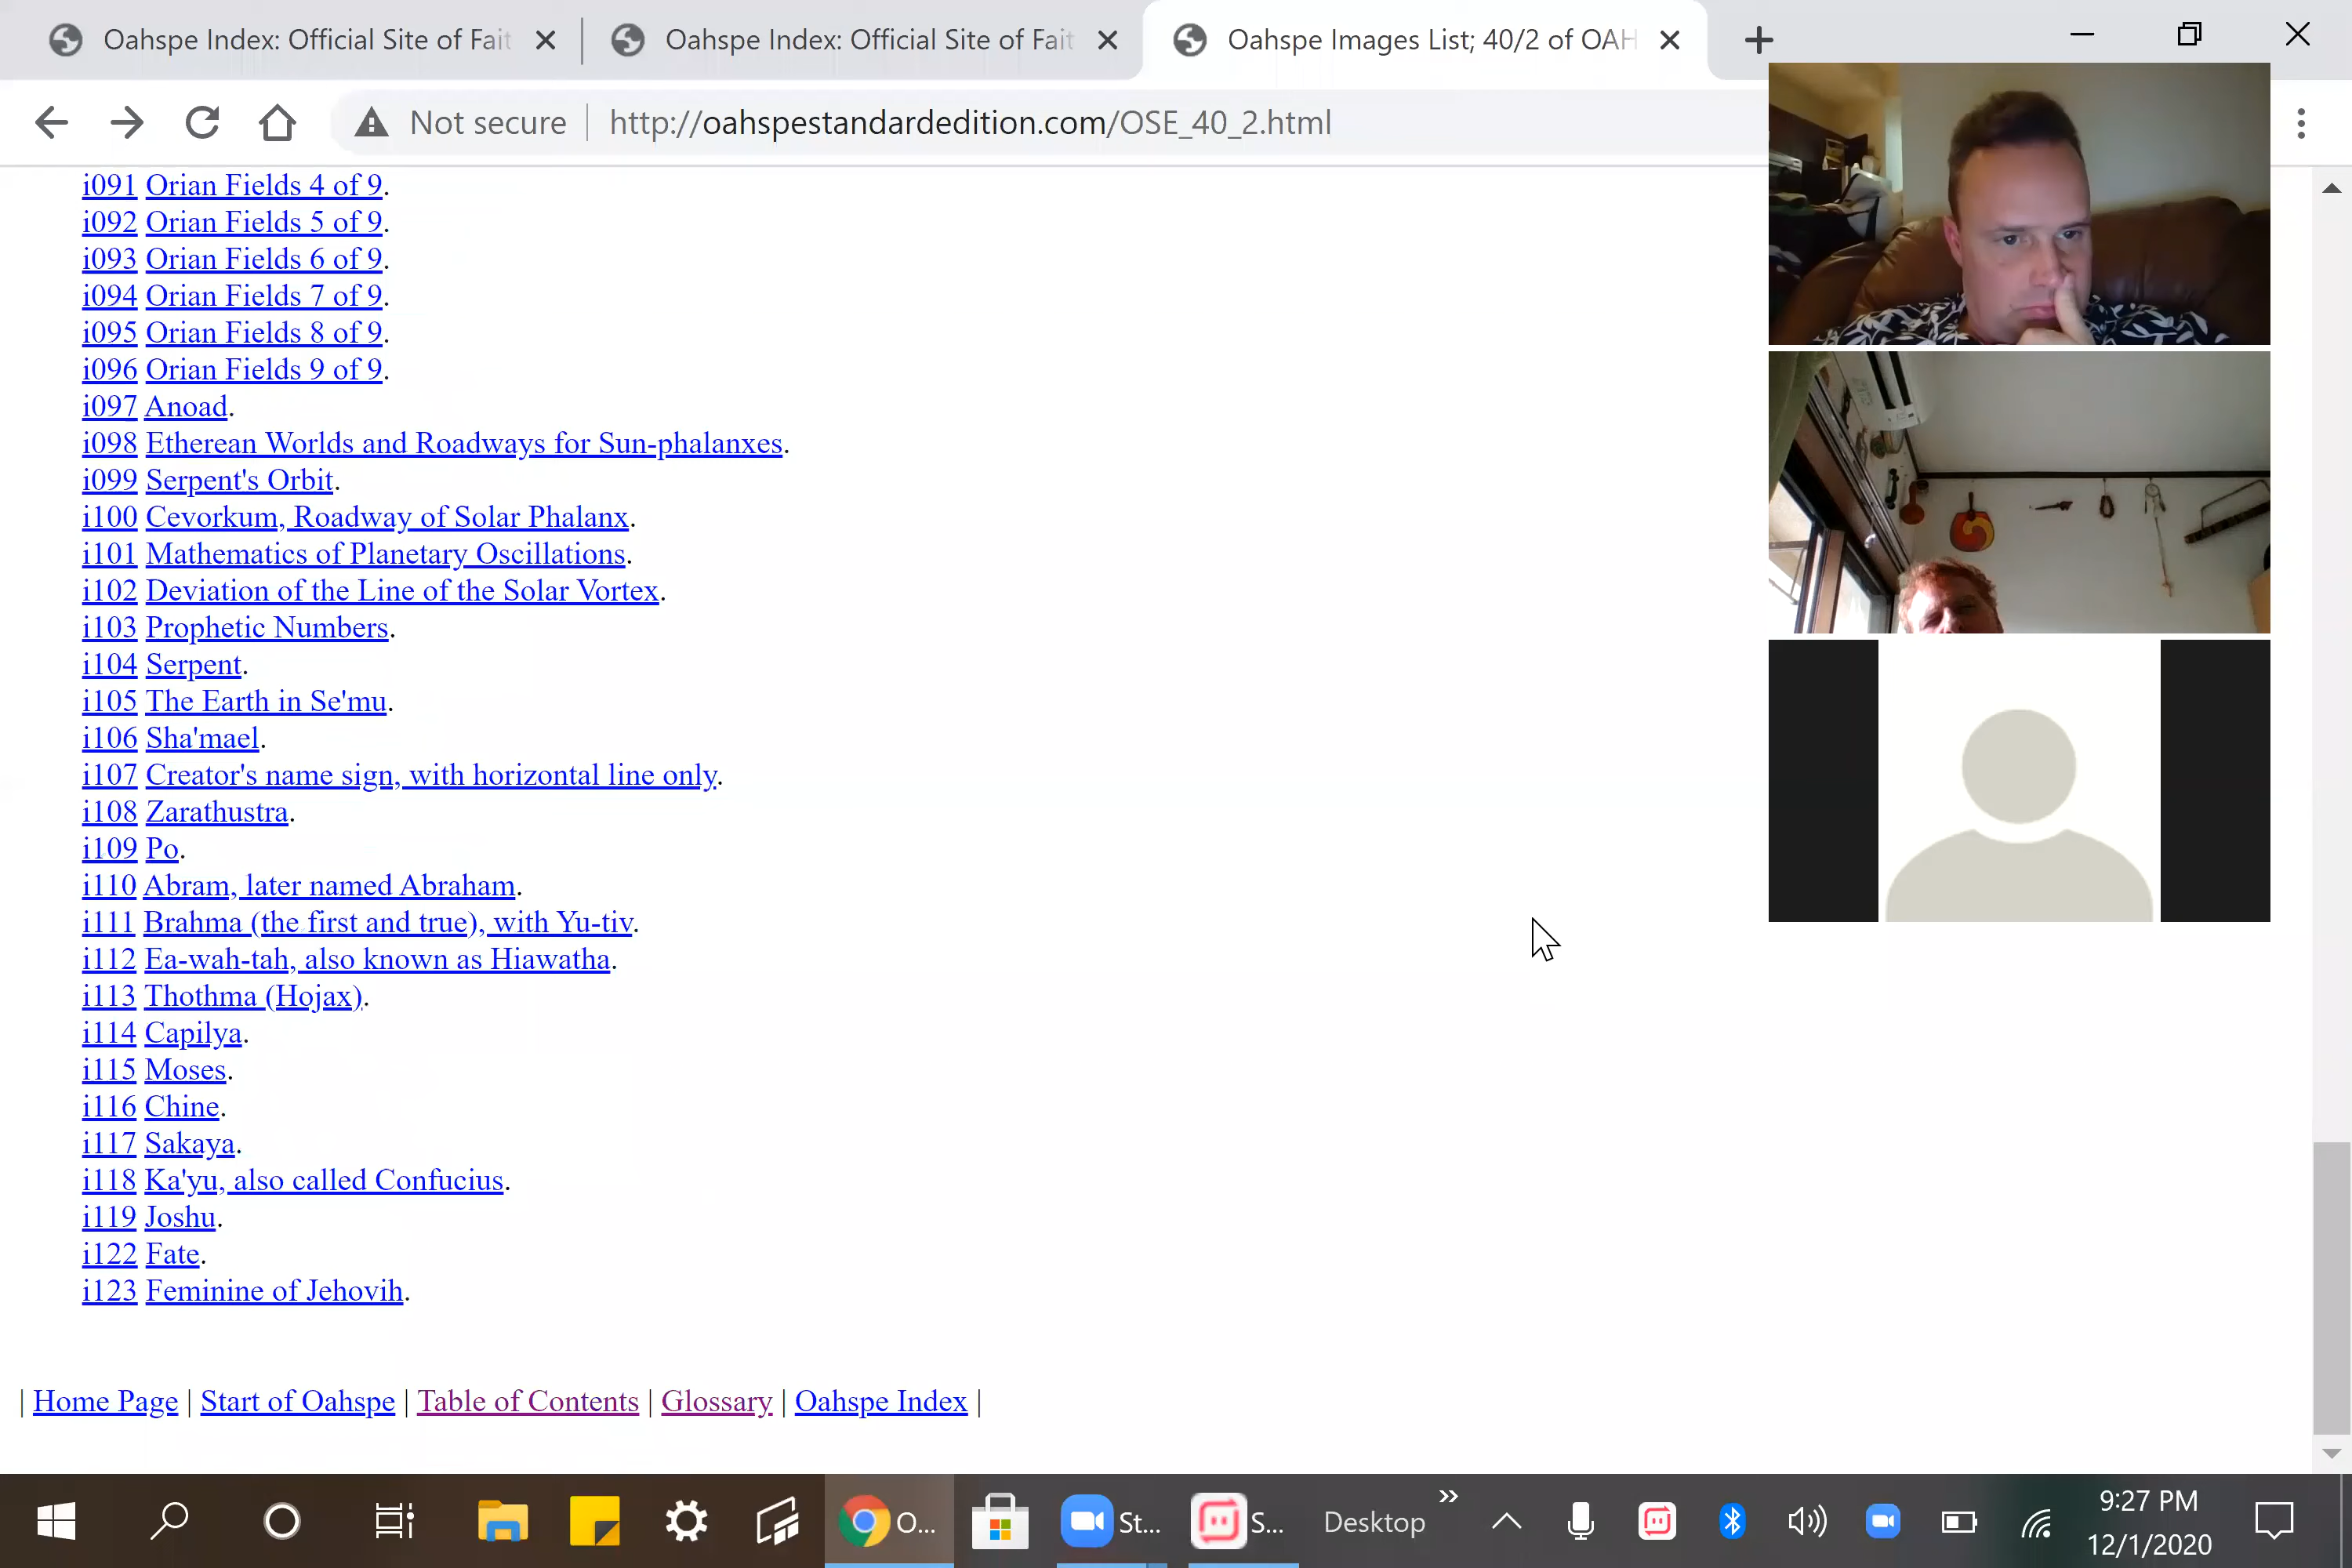 Oahspe Index: Official Site of Fait
Oahspe Index: Official Site of Fait
Oahspe Images List; 40/2 of OAH
Not secure
http://oahspestandardedition.com/OSE_40_2.html
i091 Orian Fields 4 of 9.
i092 Orian Fields 5 of 9.
i093 Orian Fields 6 of 9.
i094 Orian Fields 7 of 9.
i095 Orian Fields 8 of 9.
i096 Orian Fields 9 of 9.
i097 Anoad.
i098 Etherean Worlds and Roadways for Sun-phalanxes.
i099 Serpent's Orbit.
i100 Cevorkum, Roadway of Solar Phalanx.
i101 Mathematics of Planetary Oscillations.
i102 Deviation of the Line of the Solar Vortex.
i103 Prophetic Numbers.
i104 Serpent.
i105 The Earth in Se'mu.
i106 Sha'mael.
i107 Creator's name sign, with horizontal line only.
i108 Zarathustra.
i109 Po.
i110 Abram, later named Abraham.
i111 Brahma (the first and true), with Yu-tiv.
i112 Ea-wah-tah, also known as Hiawatha.
i113 Thothma (Hojax).
i114 Capilya.
i115 Moses.
i116 Chine.
i117 Sakaya.
i118 Ka'yu, also called Confucius.
i119 Joshu.
i122 Fate.
i123 Feminine of Jehovih.
| Home Page | Start of Oahspe | Table of Contents | Glossary | Oahspe Index |
O...
St...
S...
Desktop
9:27 PM
12/1/2020